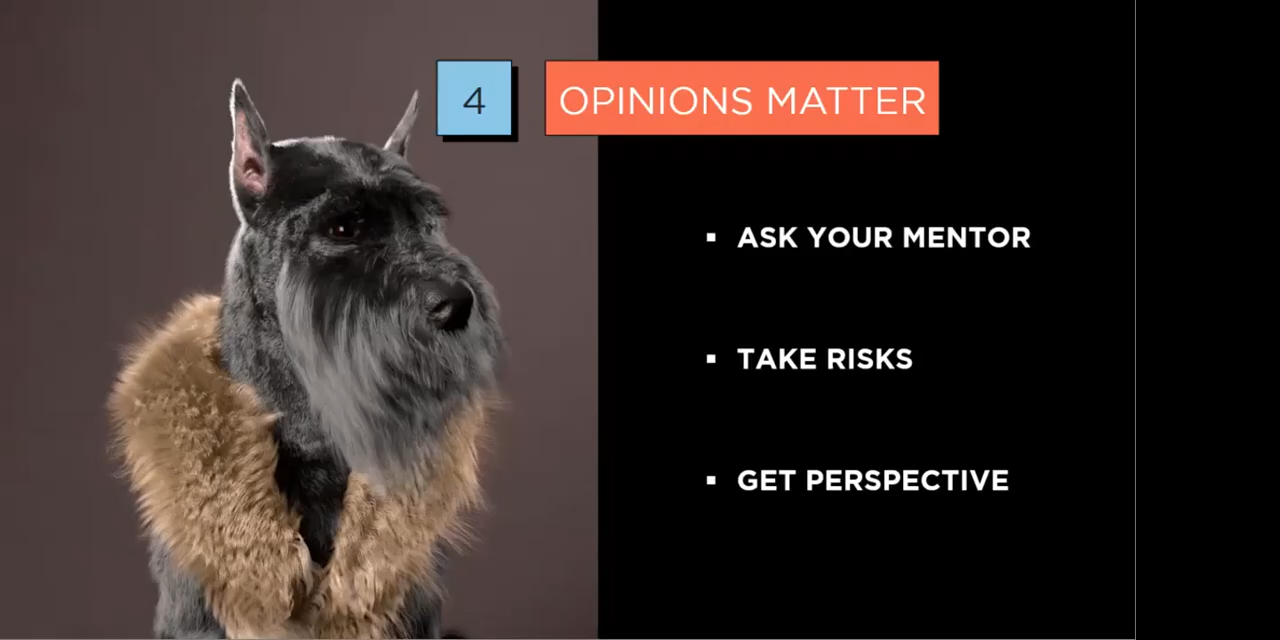 4
OPINIONS MATTER
▪ ASK YOUR MENTOR
▪ TAKE RISKS
▪ GET PERSPECTIVE